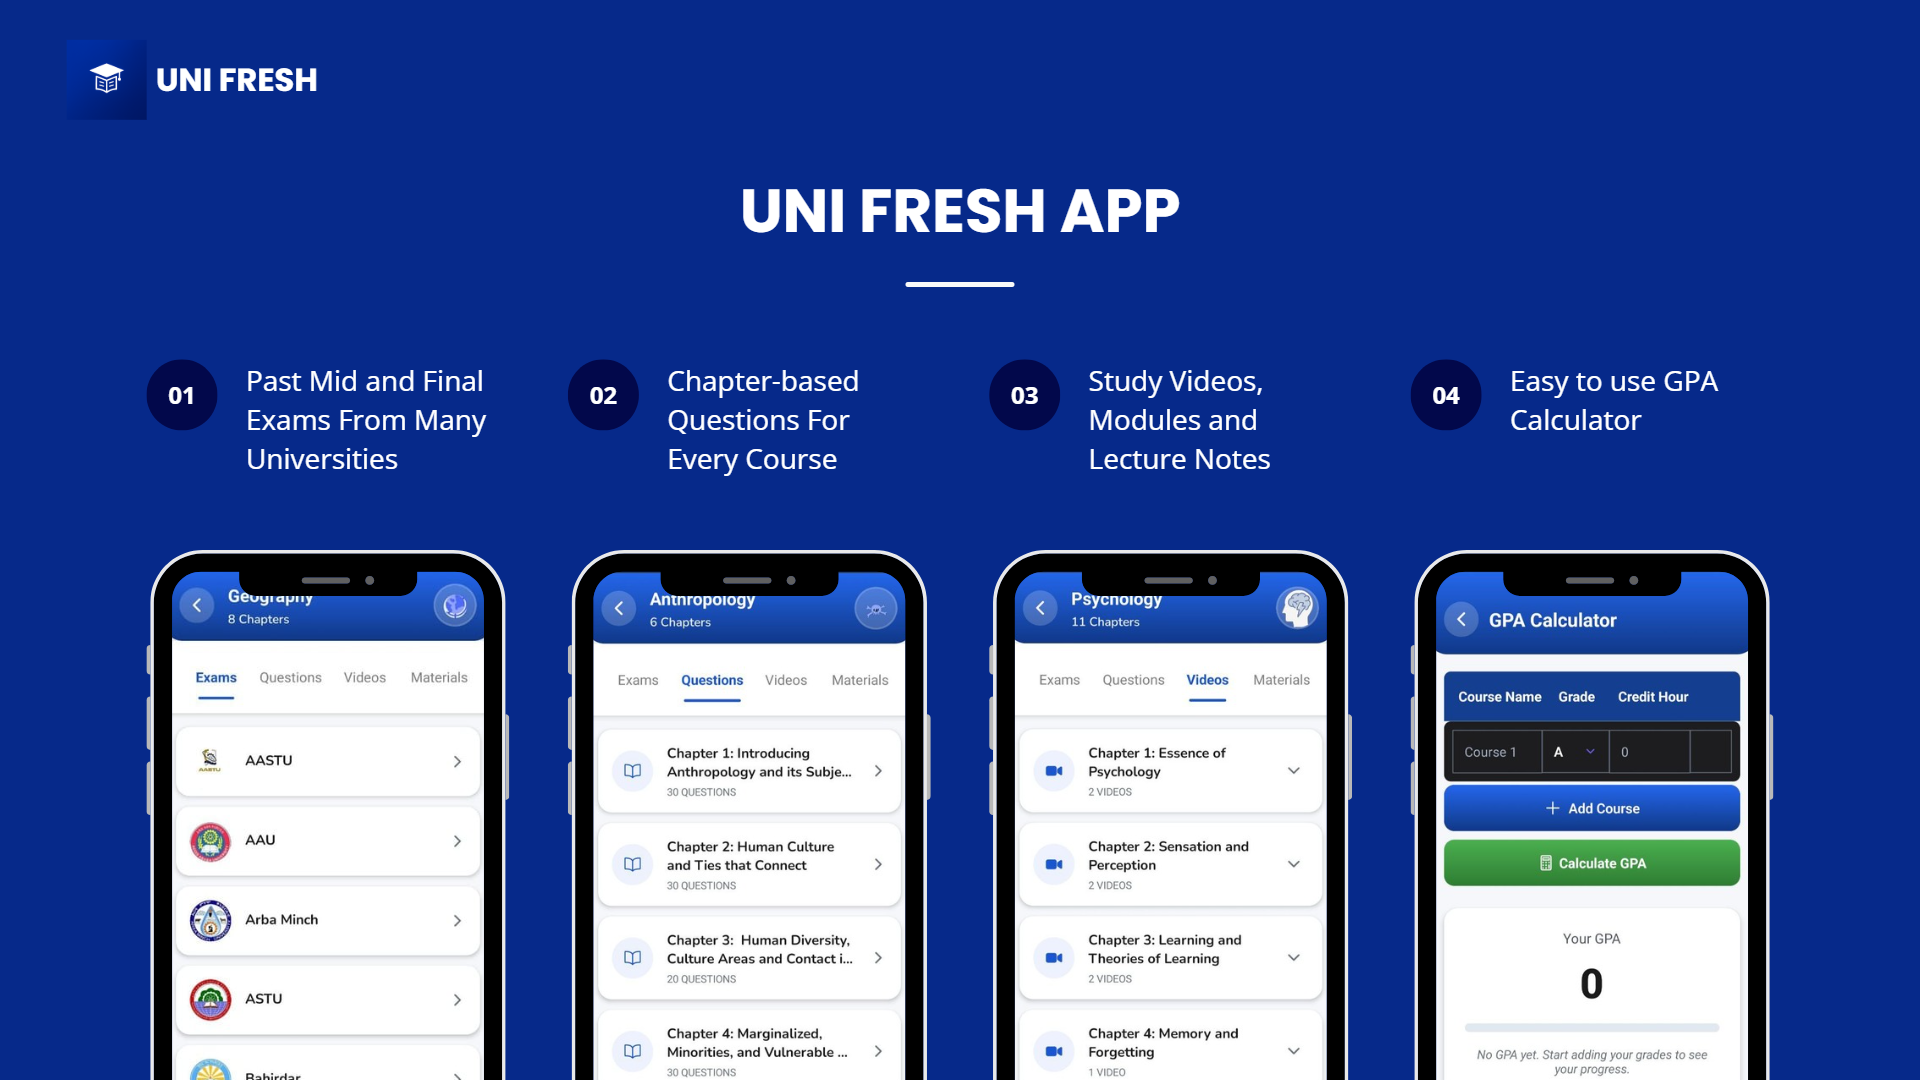 UNI FRESH
UNI FRESH APP
01
Past Mid and Final
Exams From Many
Universities
02
Chapter-based
Questions For
Every Course
03
Study Videos,
Modules and
Lecture Notes
04
Easy to use GPA
Calculator
Geography
8 Chapters
Exams Questions Videos Materials
AASTU
AASTU
AAU
Arba Minch
ASTU
Bahirdar
Anthropology
6 Chapters
Exams Questions Videos Materials
Chapter 1: Introducing
Anthropology and its Subje...
30 QUESTIONS
Chapter 2: Human Culture
and Ties that Connect
30 QUESTIONS
Chapter 3:  Human Diversity,
Culture Areas and Contact i...
20 QUESTIONS
Chapter 4: Marginalized,
Minorities, and Vulnerable ...
30 QUESTIONS
Psychology
11 Chapters
Exams Questions Videos Materials
Chapter 1: Essence of
Psychology
2 VIDEOS
Chapter 2: Sensation and
Perception
2 VIDEOS
Chapter 3: Learning and
Theories of Learning
2 VIDEOS
Chapter 4: Memory and
Forgetting
1 VIDEO
GPA Calculator
Course Name Grade Credit Hour
Course 1 A 0
+ Add Course
Calculate GPA
Your GPA
0
No GPA yet. Start adding your grades to see
your progress.